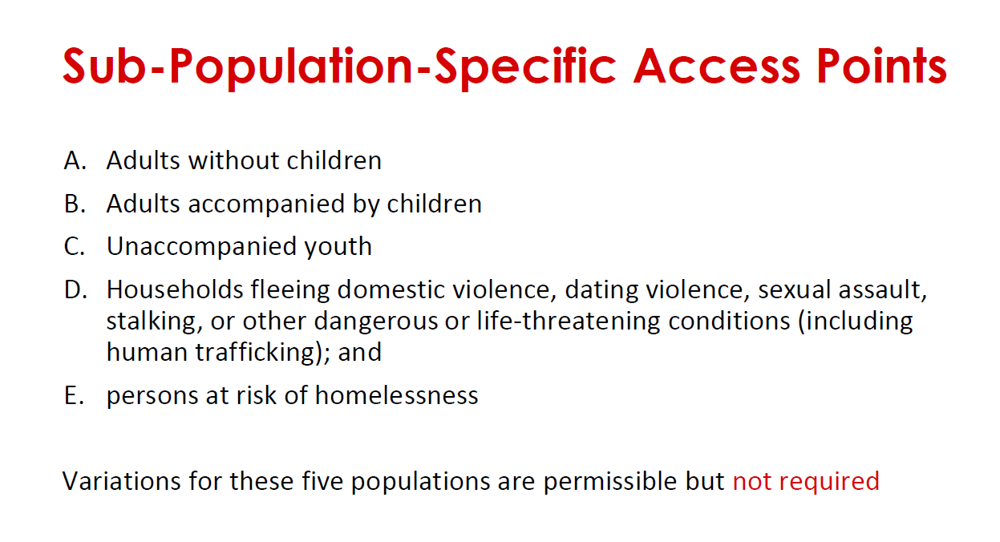 Sub-Population-Specific Access Points
A. Adults without children
B. Adults accompanied by children
C. Unaccompanied youth
D. Households fleeing domestic violence, dating violence, sexual assault,
stalking, or other dangerous or life-threatening conditions (including
human trafficking); and
E. persons at risk of homelessness
Variations for these five populations are permissible but not required